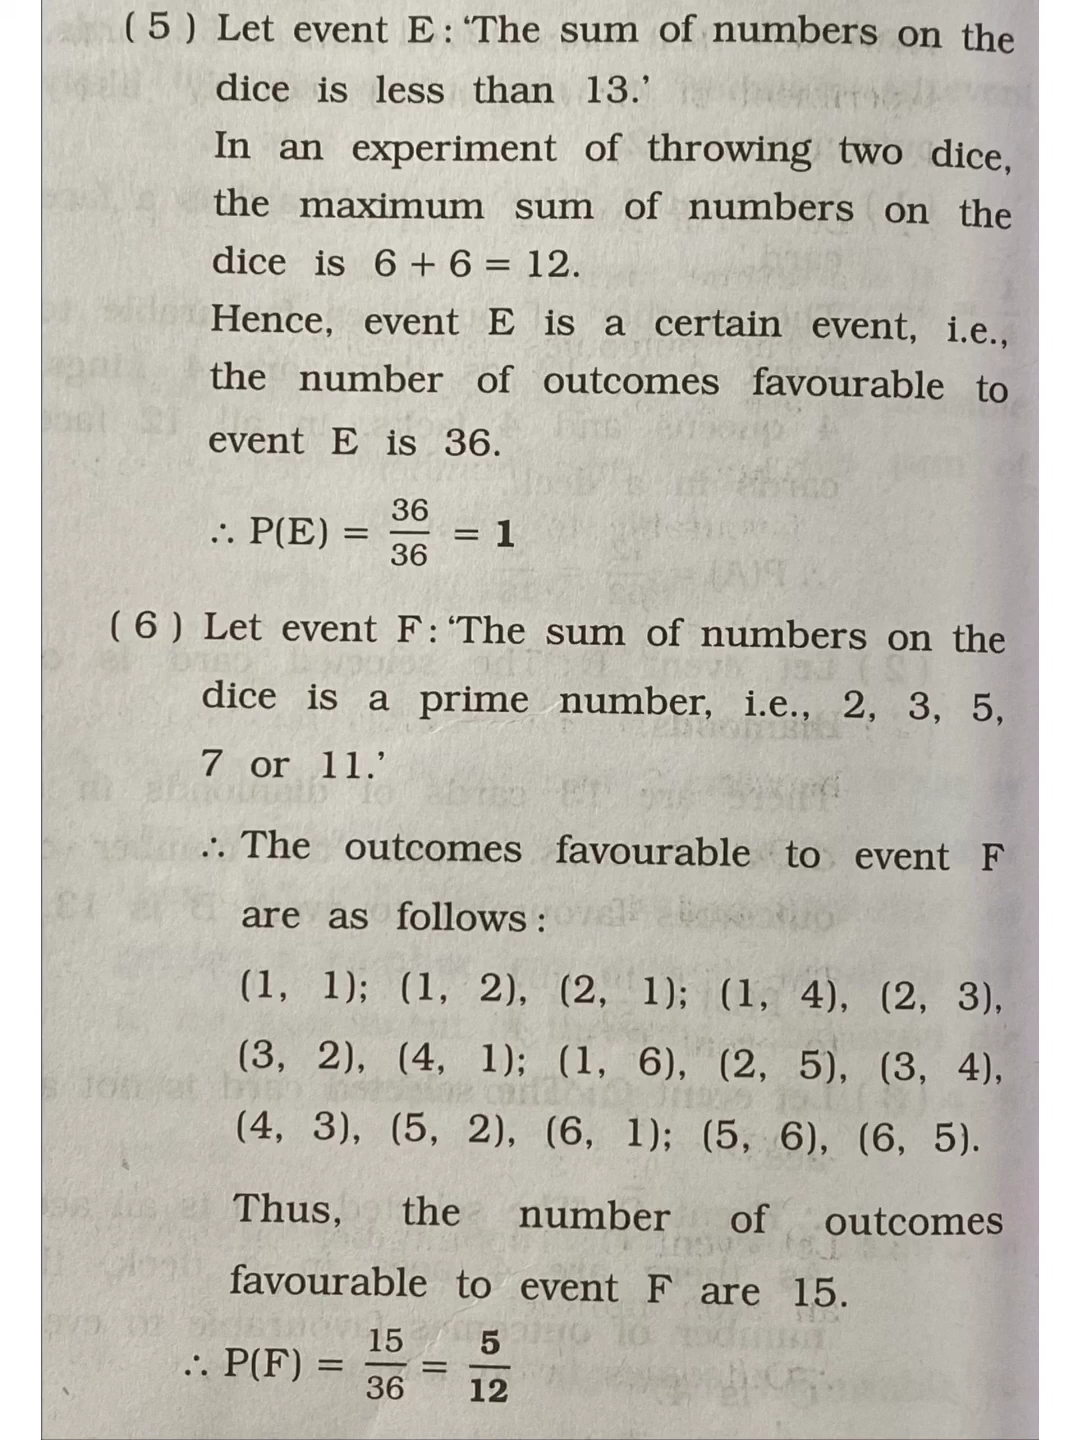 ( 5 ) Let event E : ‘The sum of numbers on the
dice is less than 13.’
In an experiment of throwing two dice,
the maximum sum of numbers on the
dice is 6 + 6 = 12.
Hence, event E is a certain event, i.e.,
the number of outcomes favourable to
event E is 36.
∴ P(E) = 36/36 = 1
( 6 ) Let event F : ‘The sum of numbers on the
dice is a prime number, i.e., 2, 3, 5,
7 or 11.’
∴ The outcomes favourable to event F
are as follows :
(1, 1); (1, 2), (2, 1); (1, 4), (2, 3),
(3, 2), (4, 1); (1, 6), (2, 5), (3, 4),
(4, 3), (5, 2), (6, 1); (5, 6), (6, 5).
Thus, the number of outcomes
favourable to event F are 15.
∴ P(F) = 15/36 = 5/12